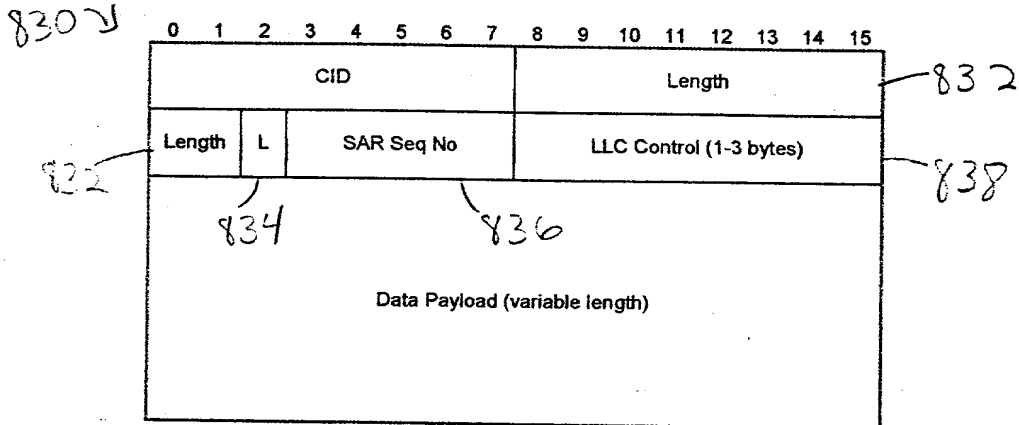 830
0 1 2 3 4 5 6 7 8 9 10 11 12 13 14 15
CID Length 832
Length L SAR Seq No LLC Control (1-3 bytes)
832 834 836 838
Data Payload (variable length)